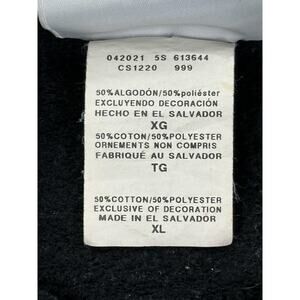 042021 5S 613644
CS1220 999
50%ALGODÓN/50%poliéster
EXCLUYENDO DECORACIÓN
HECHO EN EL SALVADOR
XG
50%COTON/50%POLYESTER
ORNEMENTS NON COMPRIS
FABRIQUÉ AU SALVADOR
TG
50%COTTON/50%POLYESTER
EXCLUSIVE OF DECORATION
MADE IN EL SALVADOR
XL